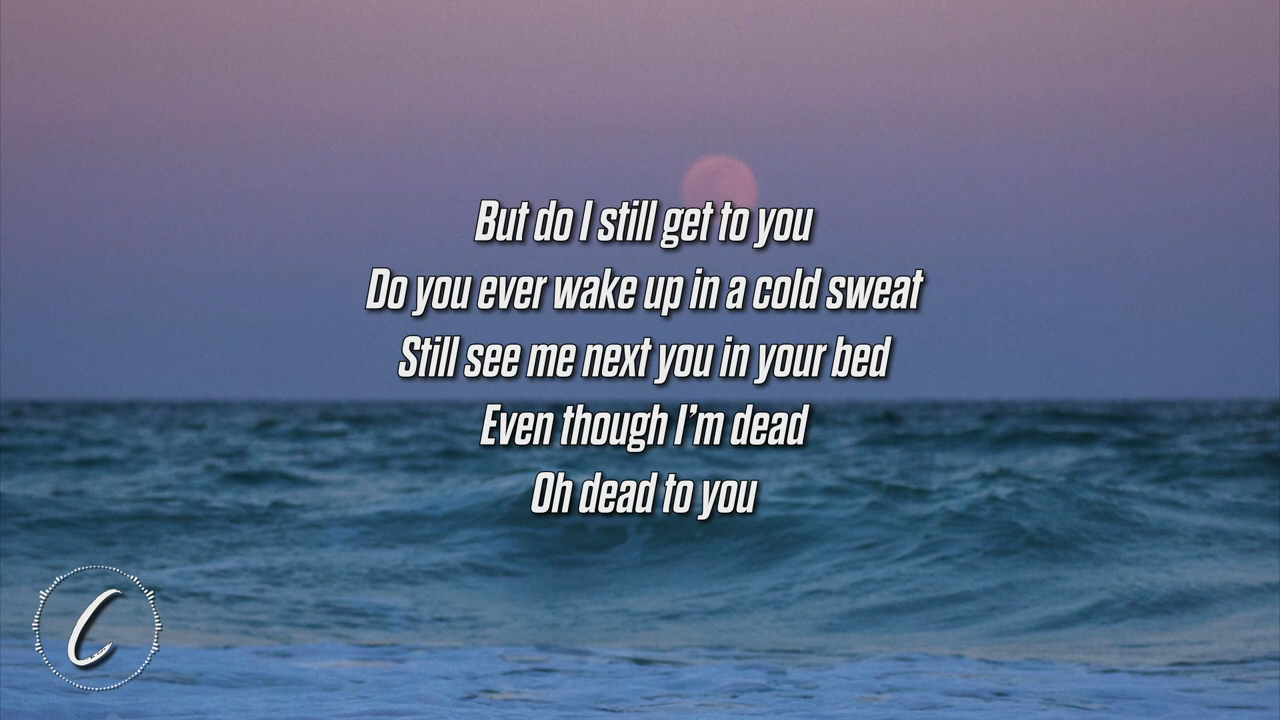 But do I still get to you
Do you ever wake up in a cold sweat
Still see me next you in your bed
Even though I'm dead
Oh dead to you
C